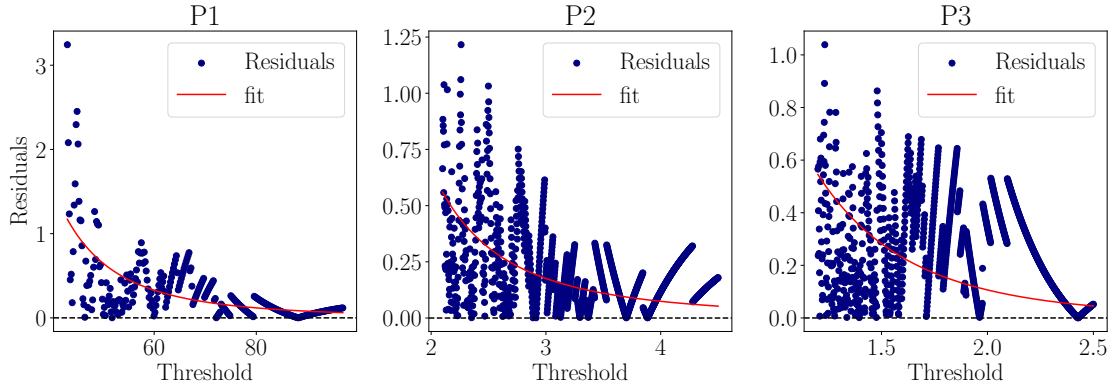 P1
Residuals
fit
3
2
1
0
60
80
Residuals
Threshold
P2
Residuals
fit
1.25
1.00
0.75
0.50
0.25
0.00
2
3
4
Threshold
P3
Residuals
fit
1.0
0.8
0.6
0.4
0.2
0.0
1.5
2.0
2.5
Threshold